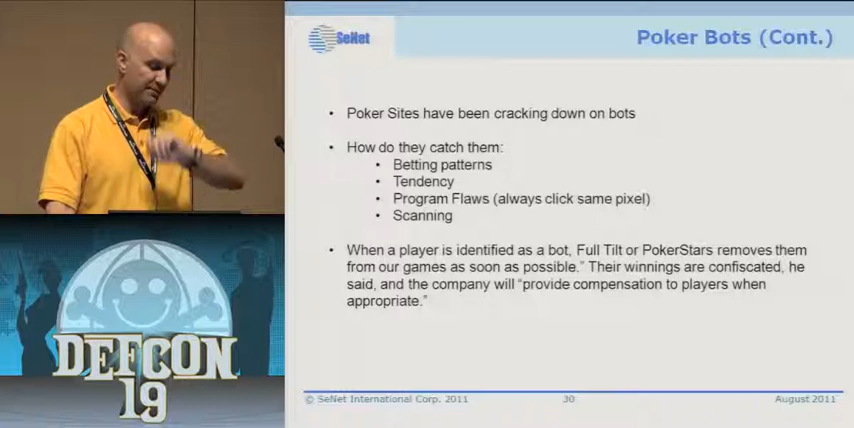 SeNet
Poker Bots (Cont.)
• Poker Sites have been cracking down on bots
• How do they catch them:
• Betting patterns
• Tendency
• Program Flaws (always click same pixel)
• Scanning
• When a player is identified as a bot, Full Tilt or PokerStars removes them
from our games as soon as possible.” Their winnings are confiscated, he
said, and the company will “provide compensation to players when
appropriate.”
© SeNet International Corp. 2011
30
August 2011
DEFCON
19